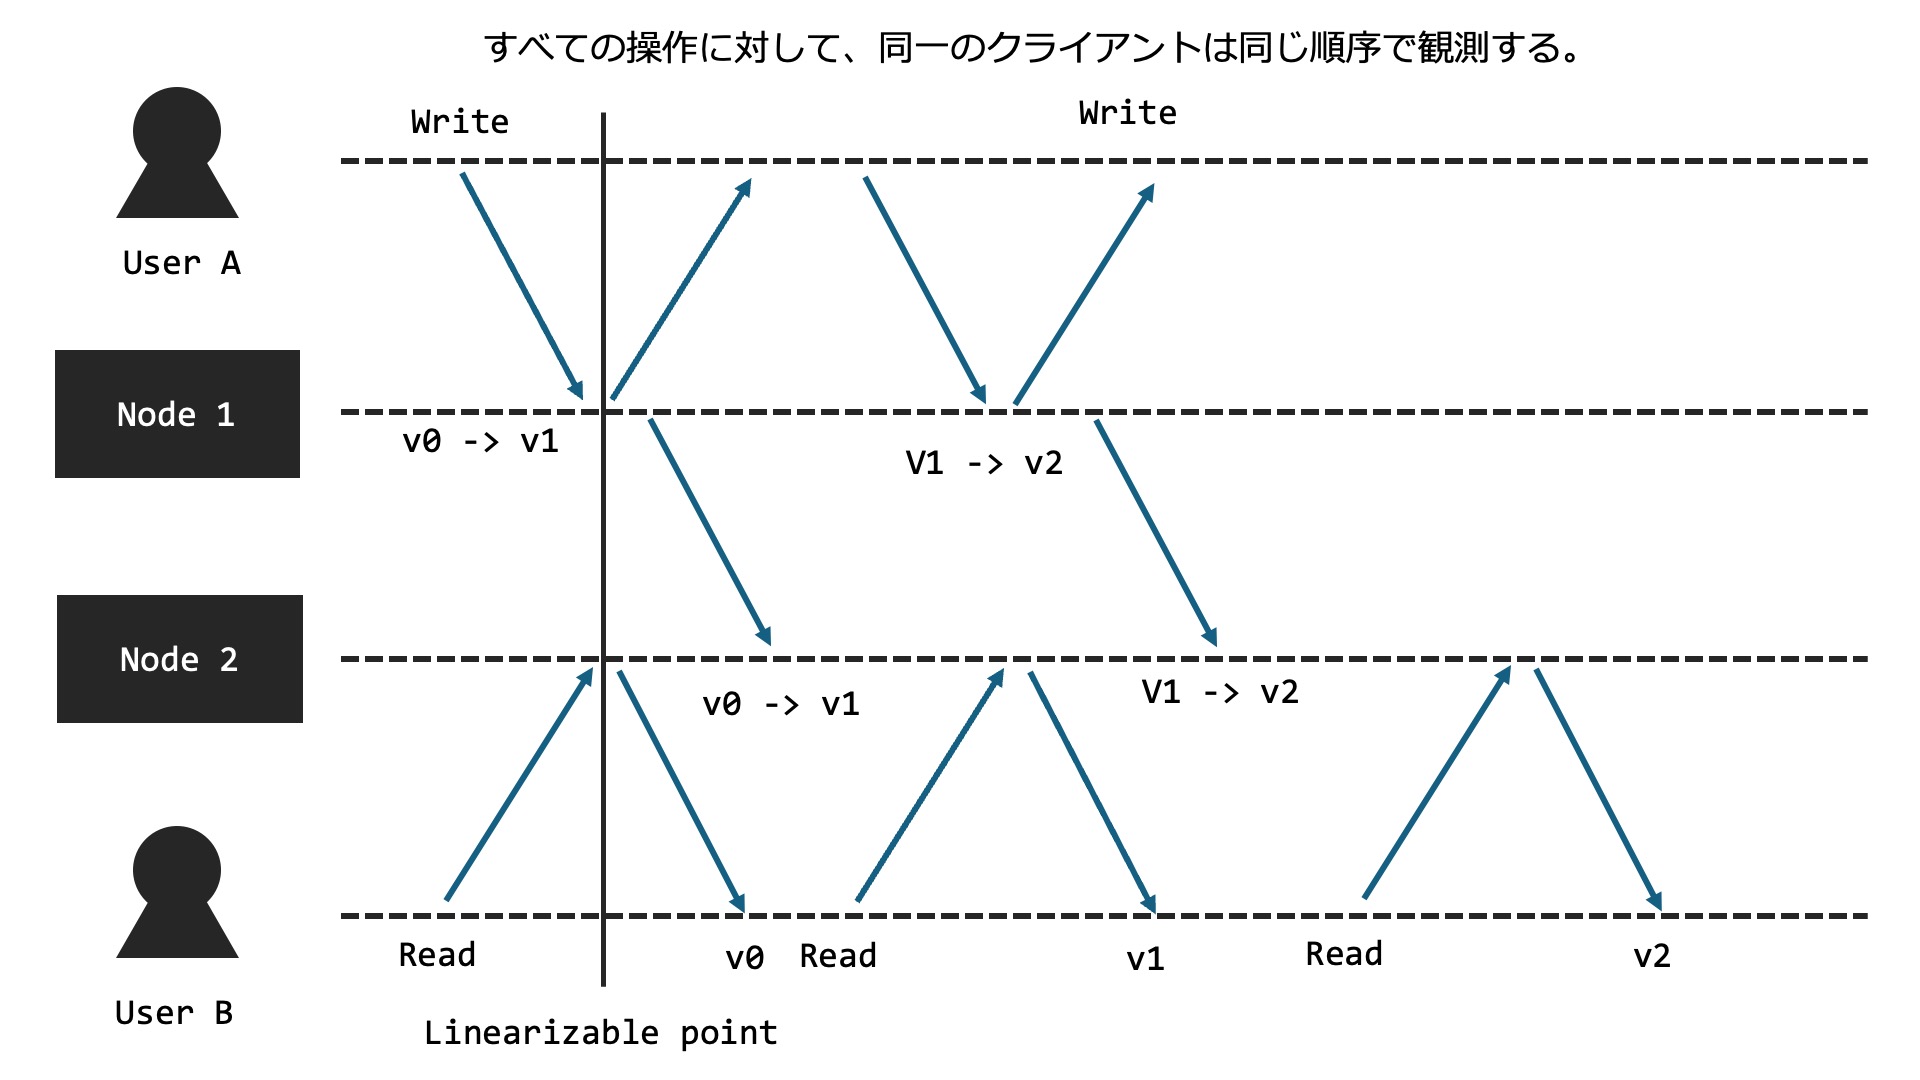 すべての操作に対して、同一のクライアントは同じ順序で観測する。
Write
Write
User A
Node 1
v0 -> v1
V1 -> v2
Node 2
v0 -> v1
V1 -> v2
Read
v0
Read
v1
Read
v2
User B
Linearizable point